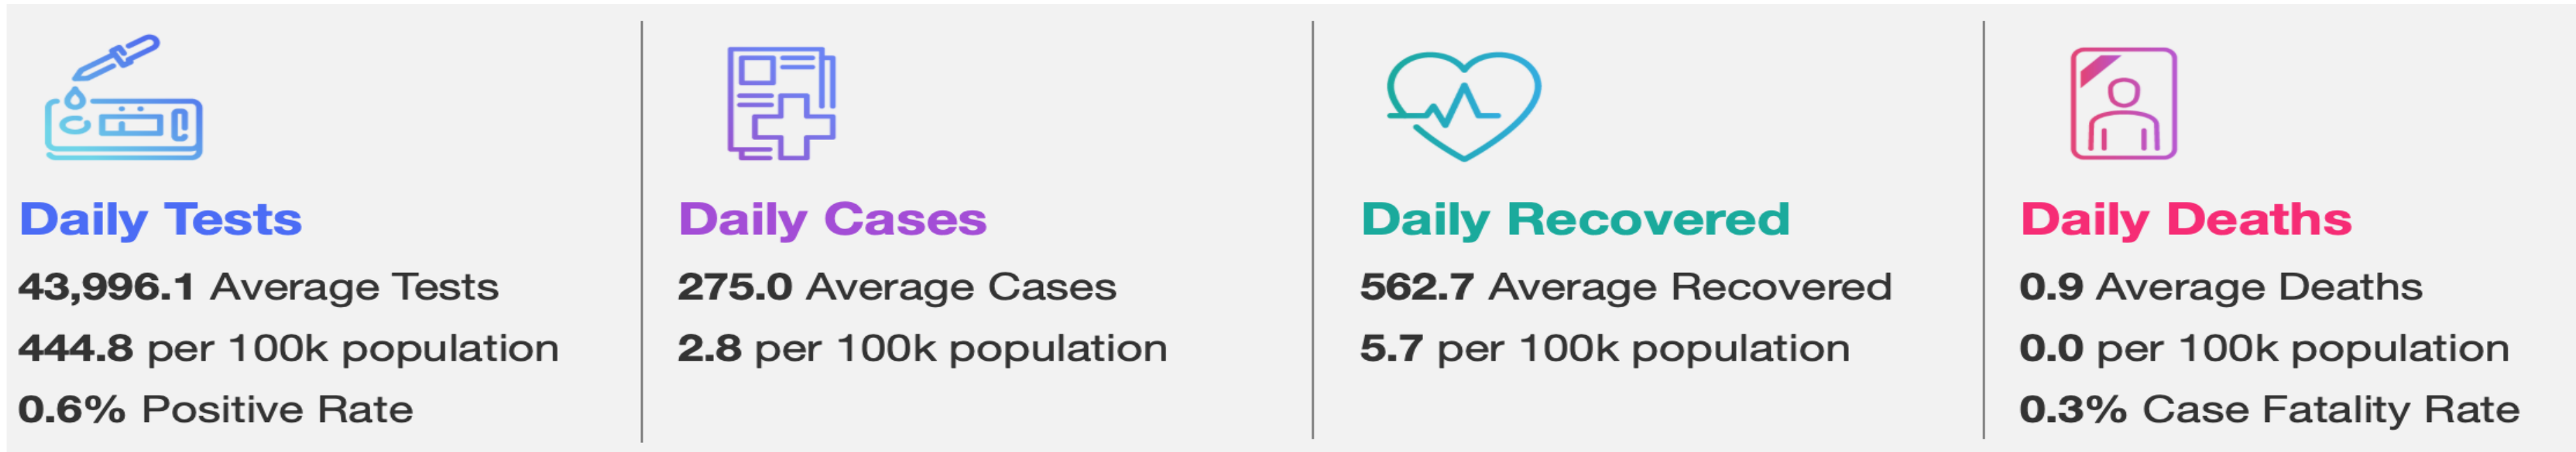 Daily Tests
43,996.1 Average Tests
444.8 per 100k population
0.6% Positive Rate
Daily Cases
275.0 Average Cases
2.8 per 100k population
Daily Recovered
562.7 Average Recovered
5.7 per 100k population
Daily Deaths
0.9 Average Deaths
0.0 per 100k population
0.3% Case Fatality Rate